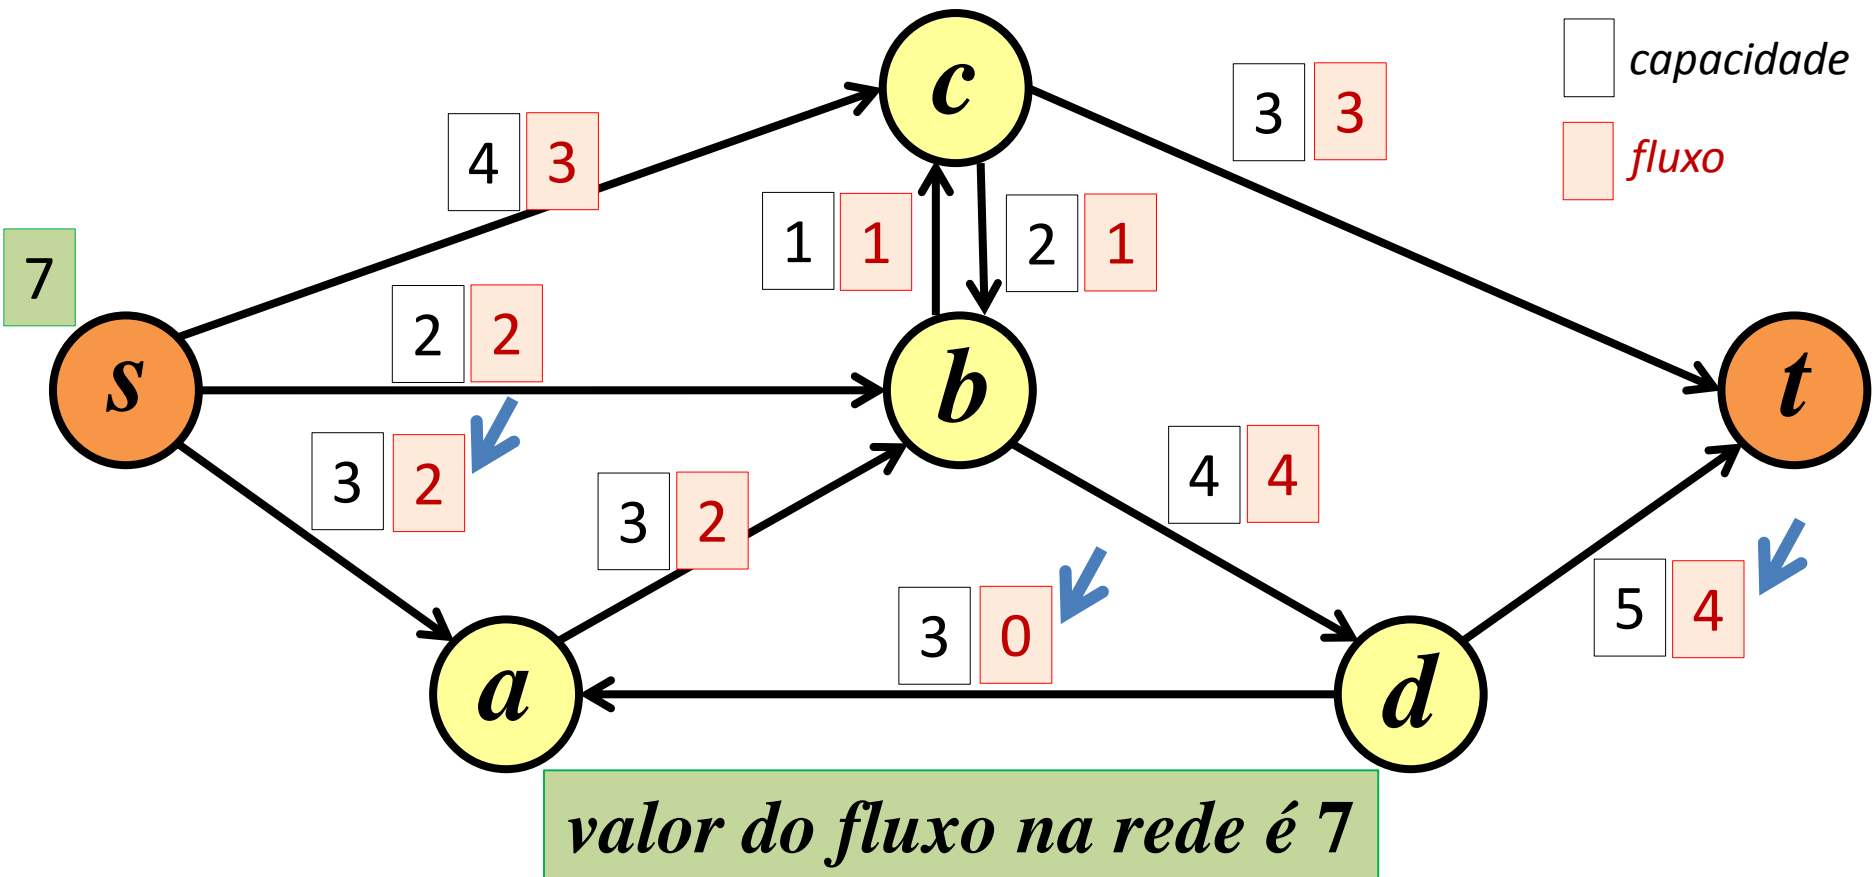 c
3 3
capacidade
4 3
fluxo
1 1
2 1
7
2 2
s
b
t
3 2
3 2
4 4
3 0
5 4
a
d
valor do fluxo na rede é 7